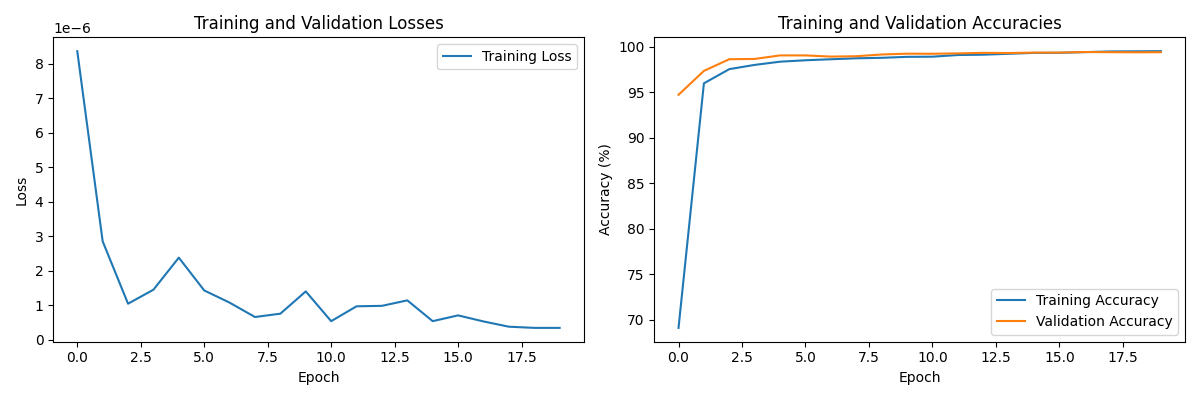 Training and Validation Losses
1e−6
Training Loss
8
7
6
5
4
3
2
1
0
Loss
0.0 2.5 5.0 7.5 10.0 12.5 15.0 17.5
Epoch
Training and Validation Accuracies
100
95
90
85
80
75
70
Accuracy (%)
Training Accuracy
Validation Accuracy
0.0 2.5 5.0 7.5 10.0 12.5 15.0 17.5
Epoch